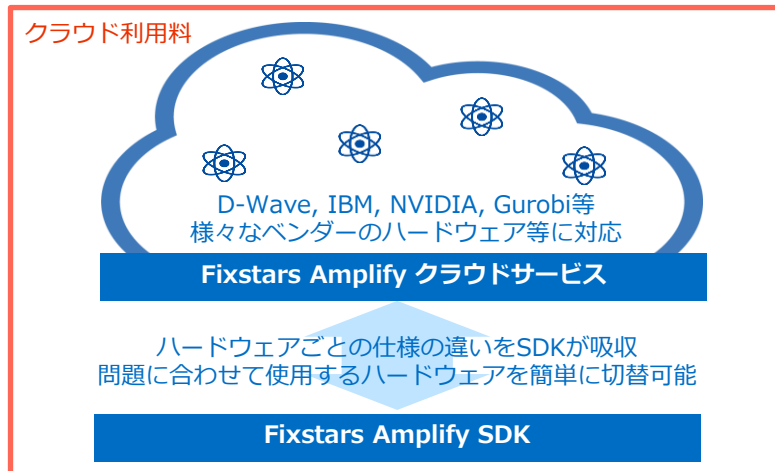 クラウド利用料
D-Wave, IBM, NVIDIA, Gurobi等
様々なベンダーのハードウェア等に対応
Fixstars Amplify クラウドサービス
ハードウェアごとの仕様の違いをSDKが吸収
問題に合わせて使用するハードウェアを簡単に切替可能
Fixstars Amplify SDK